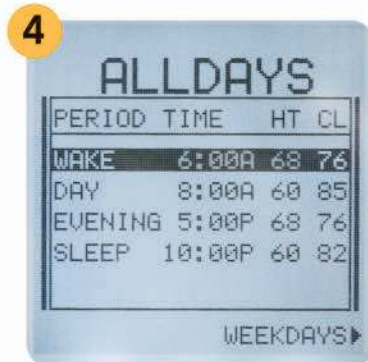 4
ALLDAYS
PERIOD TIME HT CL
WAKE 6:00A 68 76
DAY 8:00A 60 85
EVENING 5:00P 68 76
SLEEP 10:00P 60 82
WEEKDAYS